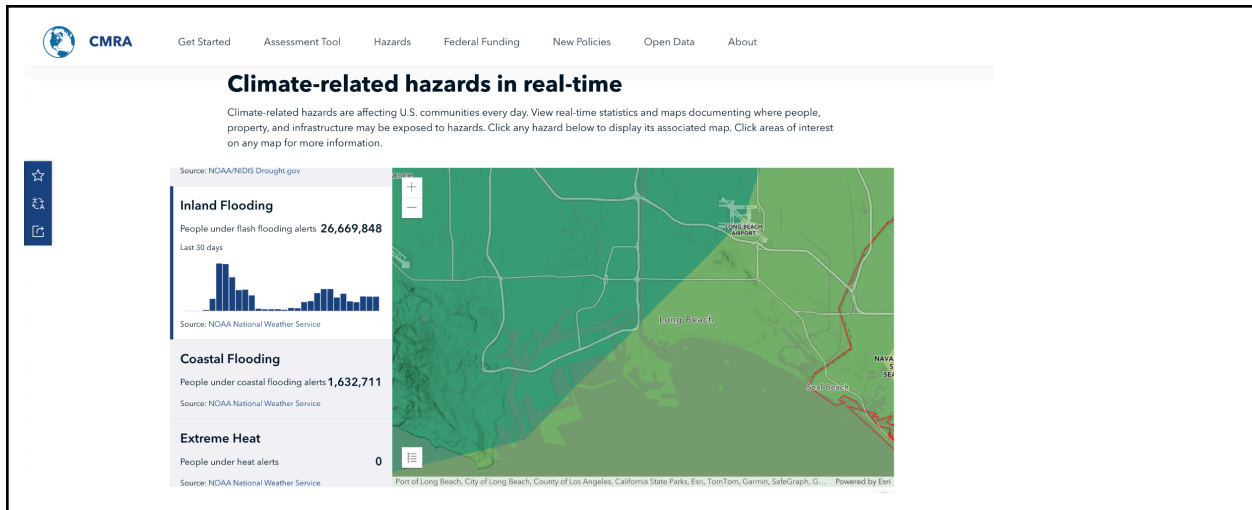 CMRA
Get Started
Assessment Tool
Hazards
Federal Funding
New Policies
Open Data
About
Climate-related hazards in real-time
Climate-related hazards are affecting U.S. communities every day. View real-time statistics and maps documenting where people,
property, and infrastructure may be exposed to hazards. Click any hazard below to display its associated map. Click areas of interest
on any map for more information.
Source: NOAA/NIDIS Drought.gov
Inland Flooding
People under flash flooding alerts 26,669,848
Last 30 days
Source: NOAA National Weather Service
Coastal Flooding
People under coastal flooding alerts 1,632,711
Source: NOAA National Weather Service
Extreme Heat
People under heat alerts 0
Source: NOAA National Weather Service
LONG BEACH
AIRPORT
Long Beach
Seal Beach
Port of Long Beach, City of Long Beach, County of Los Angeles, California State Parks, Esri, TomTom, Garmin, SafeGraph, G...
Powered by Esri